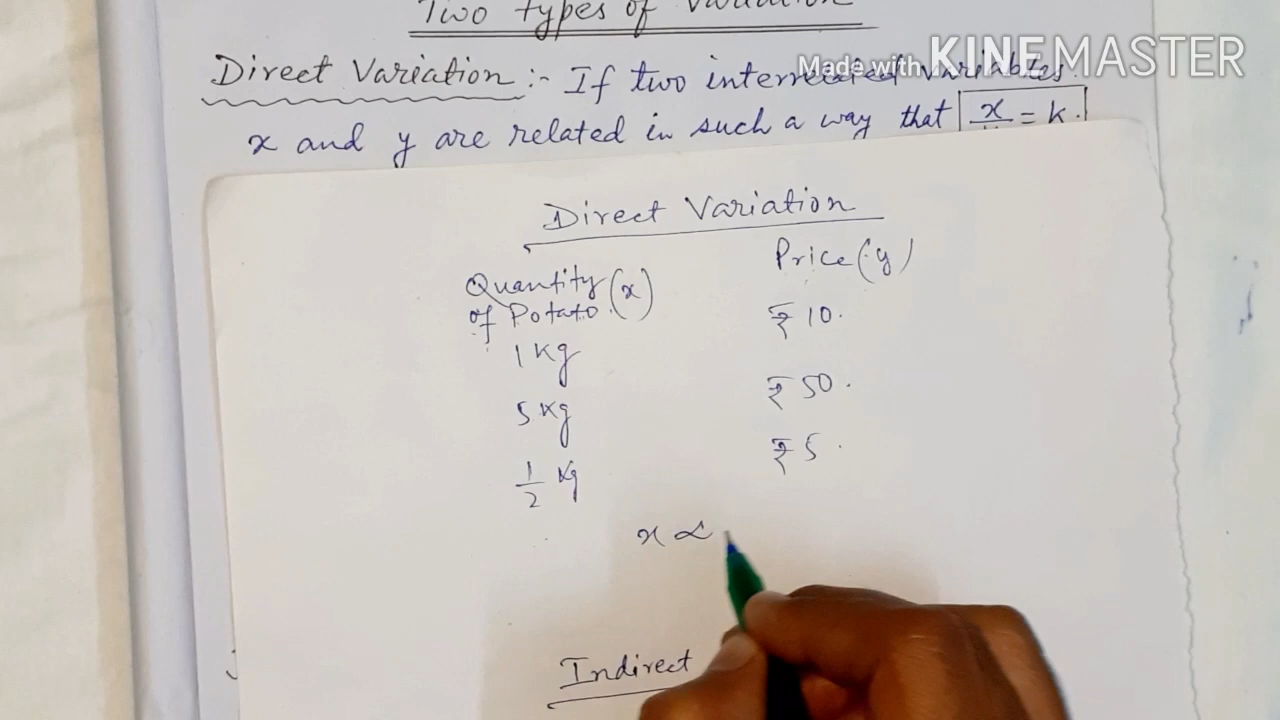 Two types of Variation
Made with KINEMASTER
Direct Variation :- If two interrelated variables
x and y are related in such a way that x = k.
Direct Variation
Quantity of Potato (x) Price (y)
1 Kg ₹ 10.
5 Kg ₹ 50.
1/2 Kg ₹ 5.
x ∝
Indirect